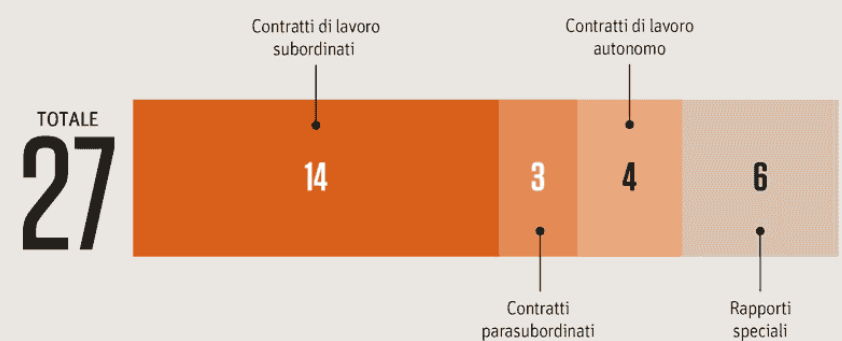 Contratti di lavoro
subordinati
Contratti di lavoro
autonomo
TOTALE
27
14
3
4
6
Contratti
parasubordinati
Rapporti
speciali